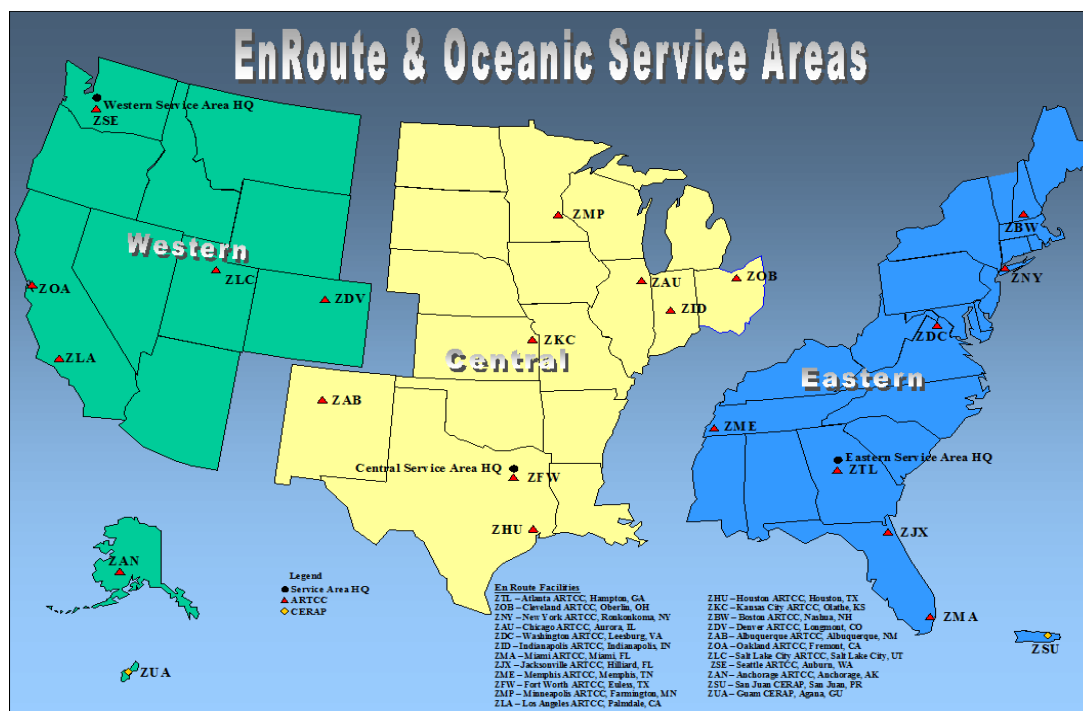 EnRoute & Oceanic Service Areas
Western Service Area HQ
ZSE
ZMP
ZBW
Western
ZLC
ZOA
ZDV
ZAU
ZOB
ZNY
ZID
ZDC
ZKC
ZLA
Central
Eastern
ZAB
ZME
Central Service Area HQ
ZFW
Eastern Service Area HQ
ZTL
ZHU
ZJX
ZAN
ZMA
ZSU
ZUA
Legend
Service Area HQ
ARTCC
CERAP
En Route Facilities
ZTL – Atlanta ARTCC, Hampton, GA
ZOB – Cleveland ARTCC, Oberlin, OH
ZNY – New York ARTCC, Ronkonkoma, NY
ZAU – Chicago ARTCC, Aurora, IL
ZDC – Washington ARTCC, Leesburg, VA
ZID – Indianapolis ARTCC, Indianapolis, IN
ZMA – Miami ARTCC, Miami, FL
ZJX – Jacksonville ARTCC, Hilliard, FL
ZME – Memphis ARTCC, Memphis, TN
ZFW – Fort Worth ARTCC, Euless, TX
ZMP – Minneapolis ARTCC, Farmington, MN
ZLA – Los Angeles ARTCC, Palmdale, CA
ZHU – Houston ARTCC, Houston, TX
ZKC – Kansas City ARTCC, Olathe, KS
ZBW – Boston ARTCC, Nashua, NH
ZDV – Denver ARTCC, Longmont, CO
ZAB – Albuquerque ARTCC, Albuquerque, NM
ZOA – Oakland ARTCC, Fremont, CA
ZLC – Salt Lake City ARTCC, Salt Lake City, UT
ZSE – Seattle ARTCC, Auburn, WA
ZAN – Anchorage ARTCC, Anchorage, AK
ZSU – San Juan CERAP, San Juan, PR
ZUA – Guam CERAP, Agana, GU